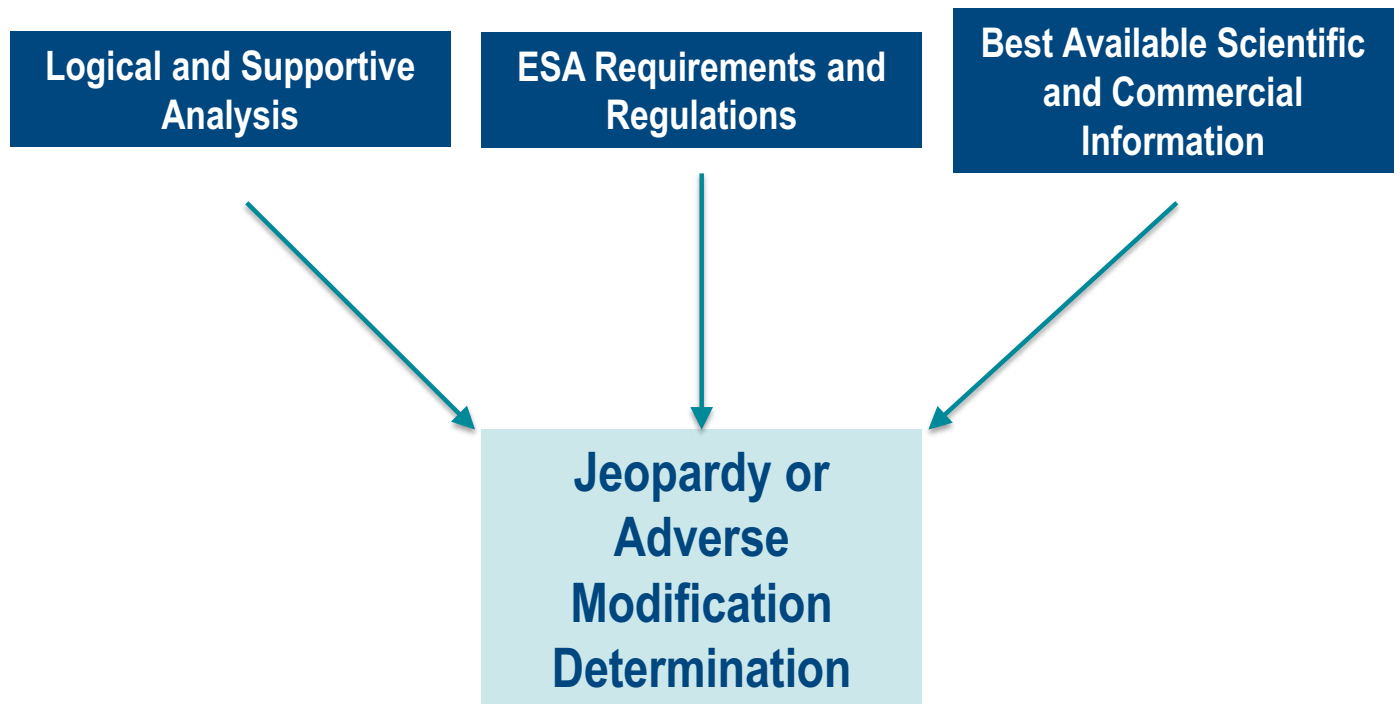 Logical and Supportive
Analysis
ESA Requirements and
Regulations
Best Available Scientific
and Commercial
Information
Jeopardy or
Adverse
Modification
Determination